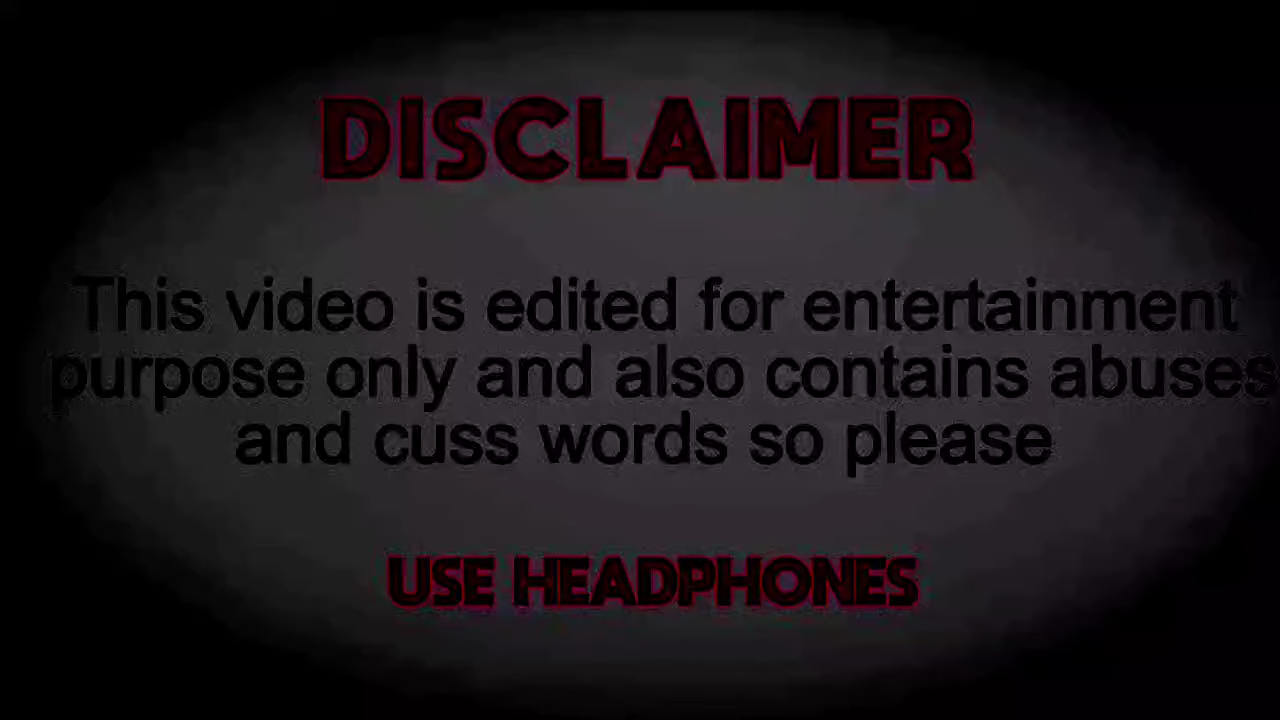 DISCLAIMER
This video is edited for entertainment
purpose only and also contains abuses
and cuss words so please
USE HEADPHONES